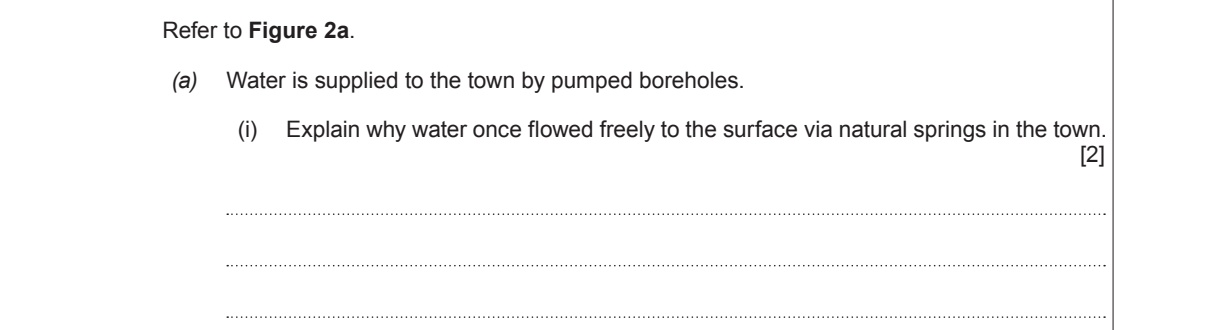 Refer to Figure 2a.
(a) Water is supplied to the town by pumped boreholes.
(i) Explain why water once flowed freely to the surface via natural springs in the town.
[2]